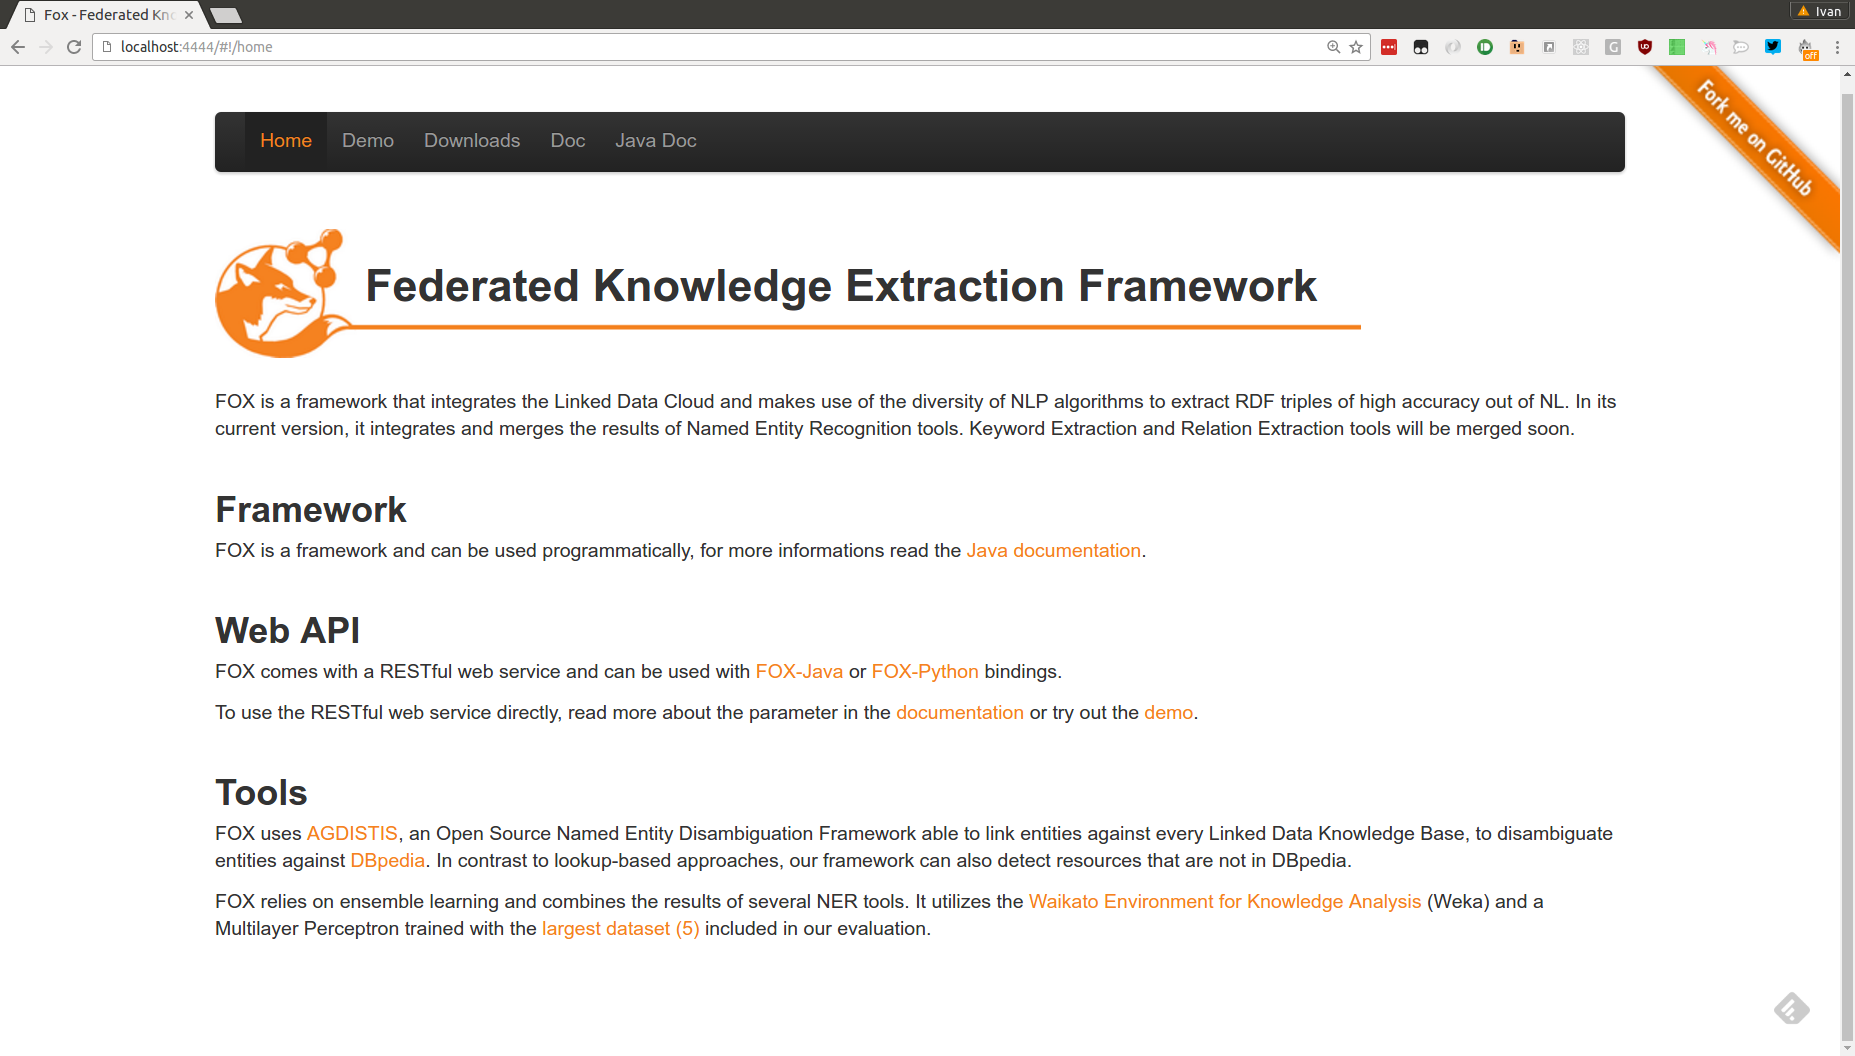 Fox - Federated Kn
Ivan
localhost:4444/#!/home
off
Fork me on GitHub
Home Demo Downloads Doc Java Doc
Federated Knowledge Extraction Framework
FOX is a framework that integrates the Linked Data Cloud and makes use of the diversity of NLP algorithms to extract RDF triples of high accuracy out of NL. In its
current version, it integrates and merges the results of Named Entity Recognition tools. Keyword Extraction and Relation Extraction tools will be merged soon.
Framework
FOX is a framework and can be used programmatically, for more informations read the Java documentation.
Web API
FOX comes with a RESTful web service and can be used with FOX-Java or FOX-Python bindings.
To use the RESTful web service directly, read more about the parameter in the documentation or try out the demo.
Tools
FOX uses AGDISTIS, an Open Source Named Entity Disambiguation Framework able to link entities against every Linked Data Knowledge Base, to disambiguate
entities against DBpedia. In contrast to lookup-based approaches, our framework can also detect resources that are not in DBpedia.
FOX relies on ensemble learning and combines the results of several NER tools. It utilizes the Waikato Environment for Knowledge Analysis (Weka) and a
Multilayer Perceptron trained with the largest dataset (5) included in our evaluation.